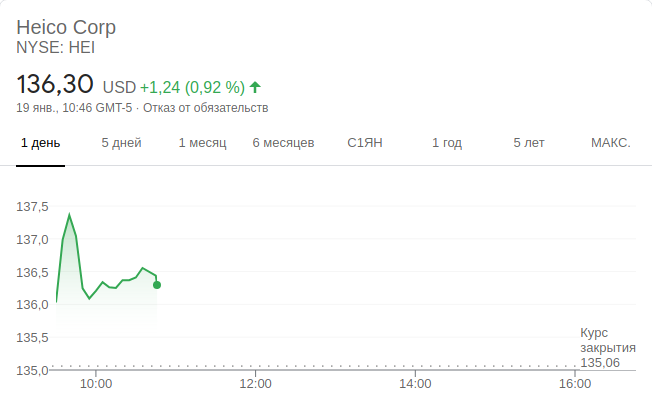 Heico Corp
NYSE: HEI
136,30 USD +1,24 (0,92 %)
19 янв., 10:46 GMT-5 · Отказ от обязательств
1 день 5 дней 1 месяц 6 месяцев С1ЯН 1 год 5 лет МАКС.
137,5
137,0
136,5
136,0
135,5
135,0
Курс
закрытия
135,06
10:00 12:00 14:00 16:00